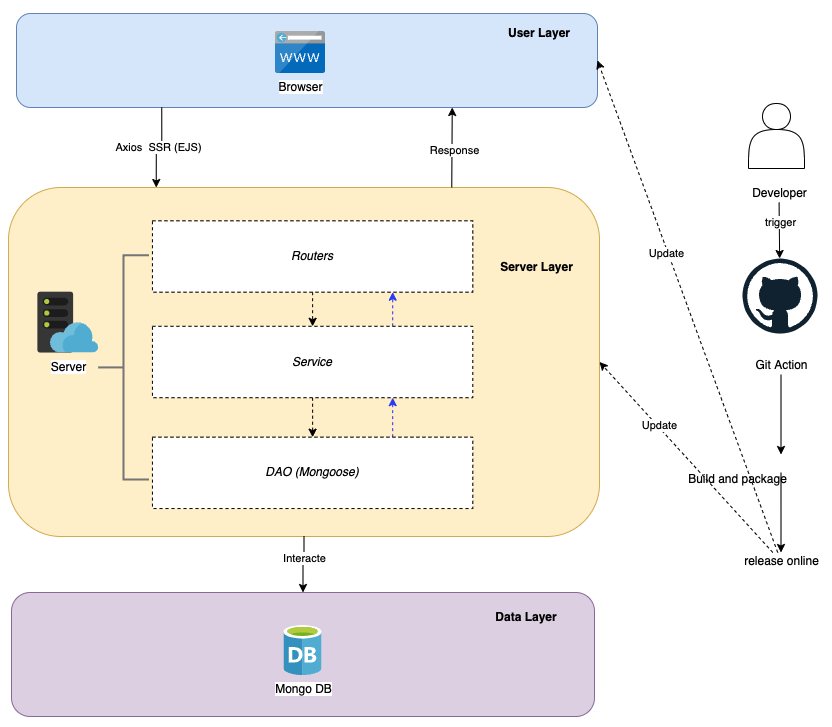 User Layer
WWW
Browser
Axios SSR (EJS)
Response
Developer
trigger
Routers
Server Layer
Update
Server
Service
Git Action
Update
DAO (Mongoose)
Build and package
Interacte
release online
Data Layer
DB
Mongo DB